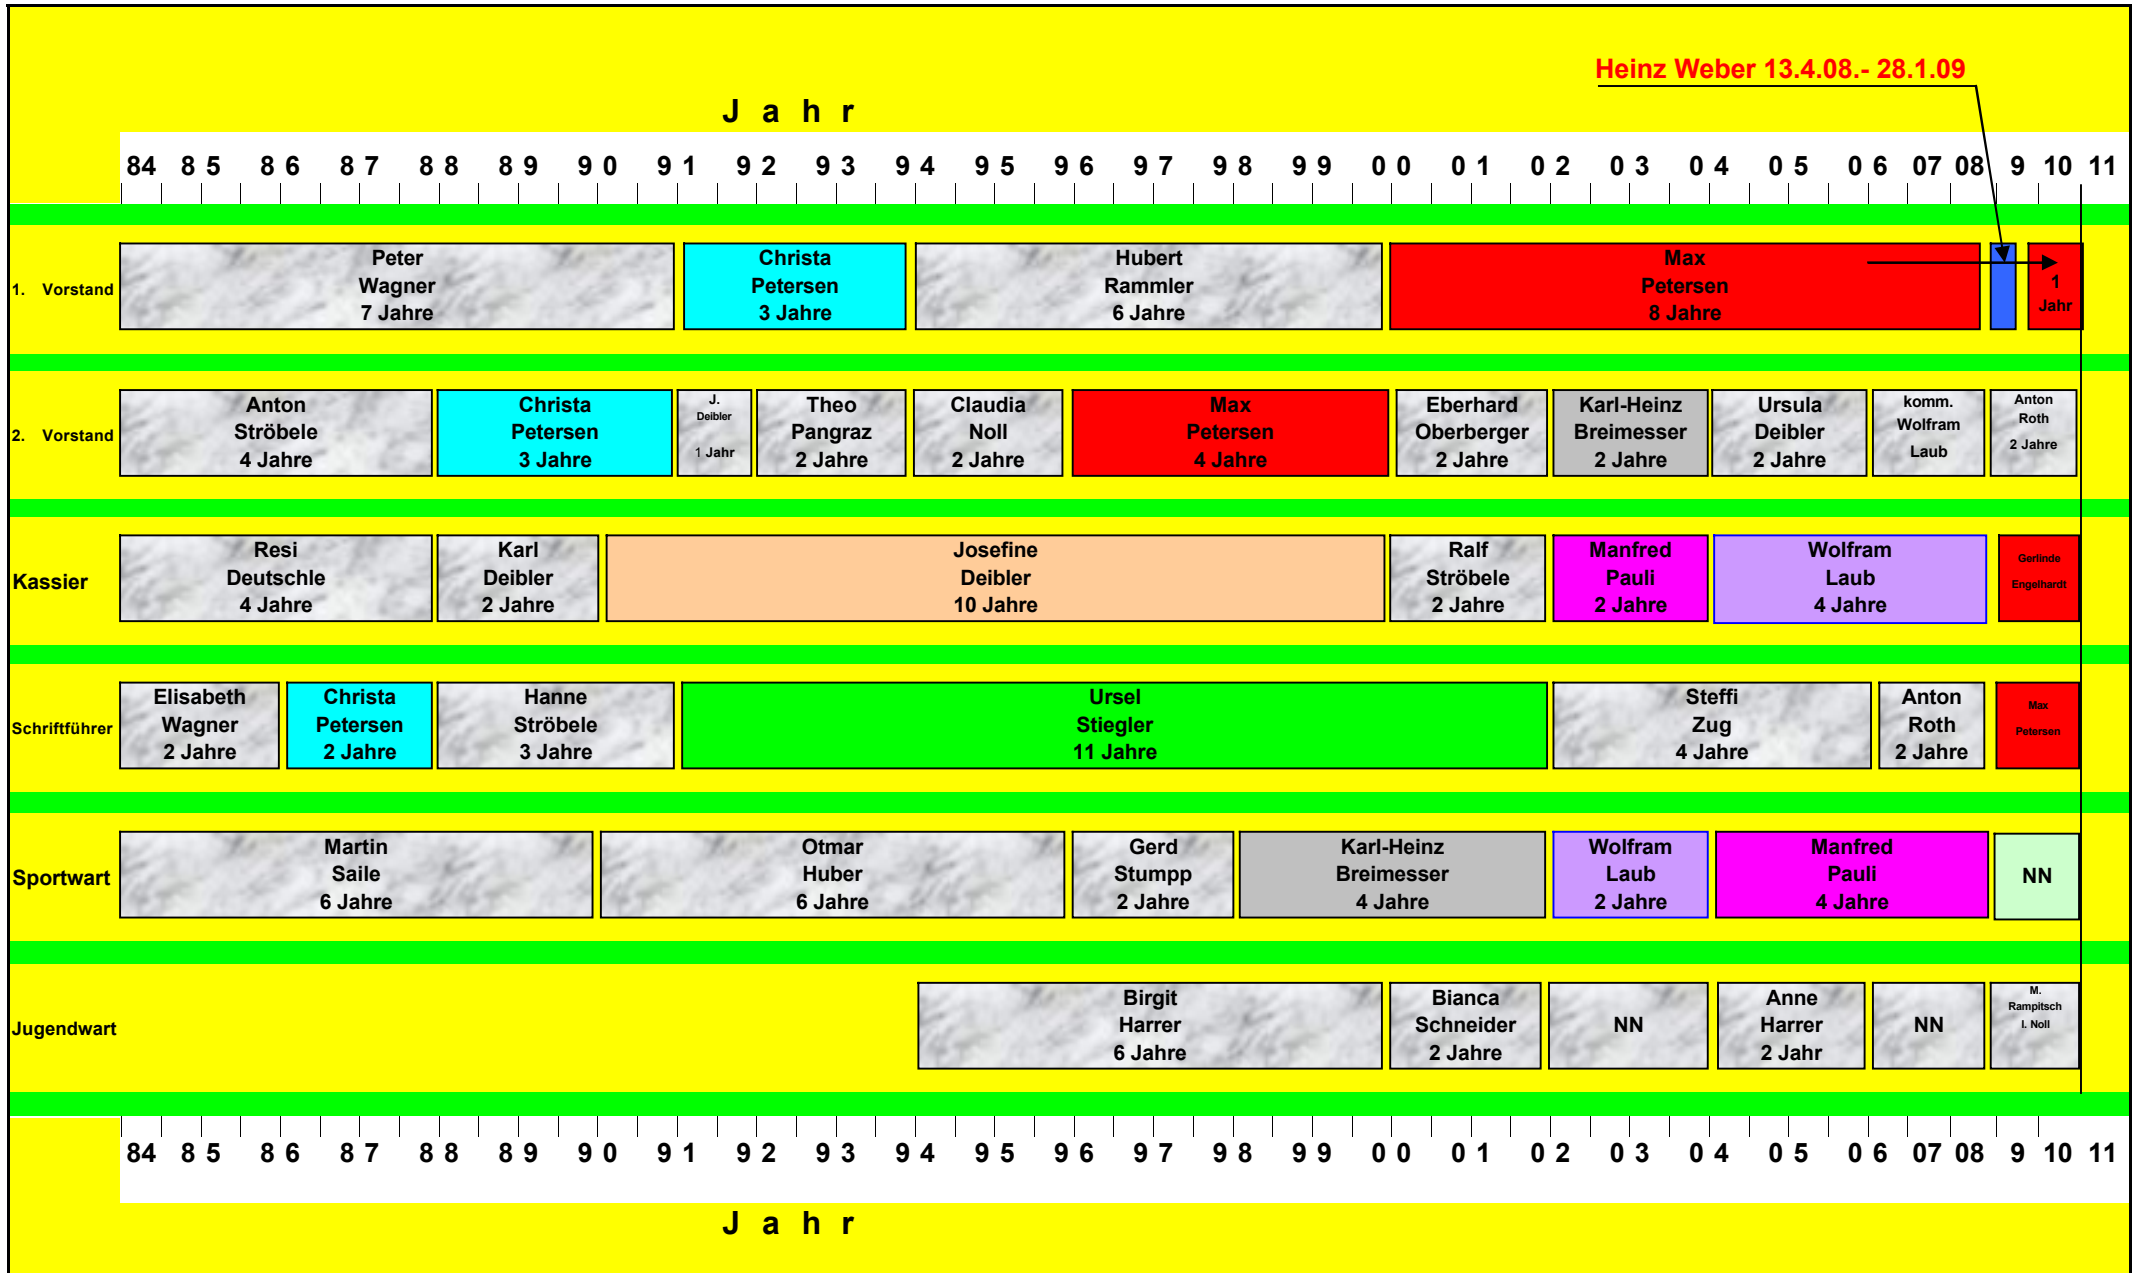 Heinz Weber 13.4.08.- 28.1.09
J a h r
84 8 5 8 6 8 7 8 8 8 9 9 0 9 1 9 2 9 3 9 4 9 5 9 6 9 7 9 8 9 9 0 0 0 1 0 2 0 3 0 4 0 5 0 6 07 08 9 10 11
1. Vorstand
Peter
Wagner
7 Jahre
Christa
Petersen
3 Jahre
Hubert
Rammler
6 Jahre
Max
Petersen
8 Jahre
1
Jahr
2. Vorstand
Anton
Ströbele
4 Jahre
Christa
Petersen
3 Jahre
J.
Deibler
1 Jahr
Theo
Pangraz
2 Jahre
Claudia
Noll
2 Jahre
Max
Petersen
4 Jahre
Eberhard
Oberberger
2 Jahre
Karl-Heinz
Breimesser
2 Jahre
Ursula
Deibler
2 Jahre
komm.
Wolfram
Laub
Anton
Roth
2 Jahre
Kassier
Resi
Deutschle
4 Jahre
Karl
Deibler
2 Jahre
Josefine
Deibler
10 Jahre
Ralf
Ströbele
2 Jahre
Manfred
Pauli
2 Jahre
Wolfram
Laub
4 Jahre
Gerlinde
Engelhardt
Schriftführer
Elisabeth
Wagner
2 Jahre
Christa
Petersen
2 Jahre
Hanne
Ströbele
3 Jahre
Ursel
Stiegler
11 Jahre
Steffi
Zug
4 Jahre
Anton
Roth
2 Jahre
Max
Petersen
Sportwart
Martin
Saile
6 Jahre
Otmar
Huber
6 Jahre
Gerd
Stumpp
2 Jahre
Karl-Heinz
Breimesser
4 Jahre
Wolfram
Laub
2 Jahre
Manfred
Pauli
4 Jahre
NN
Jugendwart
Birgit
Harrer
6 Jahre
Bianca
Schneider
2 Jahre
NN
Anne
Harrer
2 Jahr
NN
M.
Rampitsch
I. Noll
84 8 5 8 6 8 7 8 8 8 9 9 0 9 1 9 2 9 3 9 4 9 5 9 6 9 7 9 8 9 9 0 0 0 1 0 2 0 3 0 4 0 5 0 6 07 08 9 10 11
J a h r